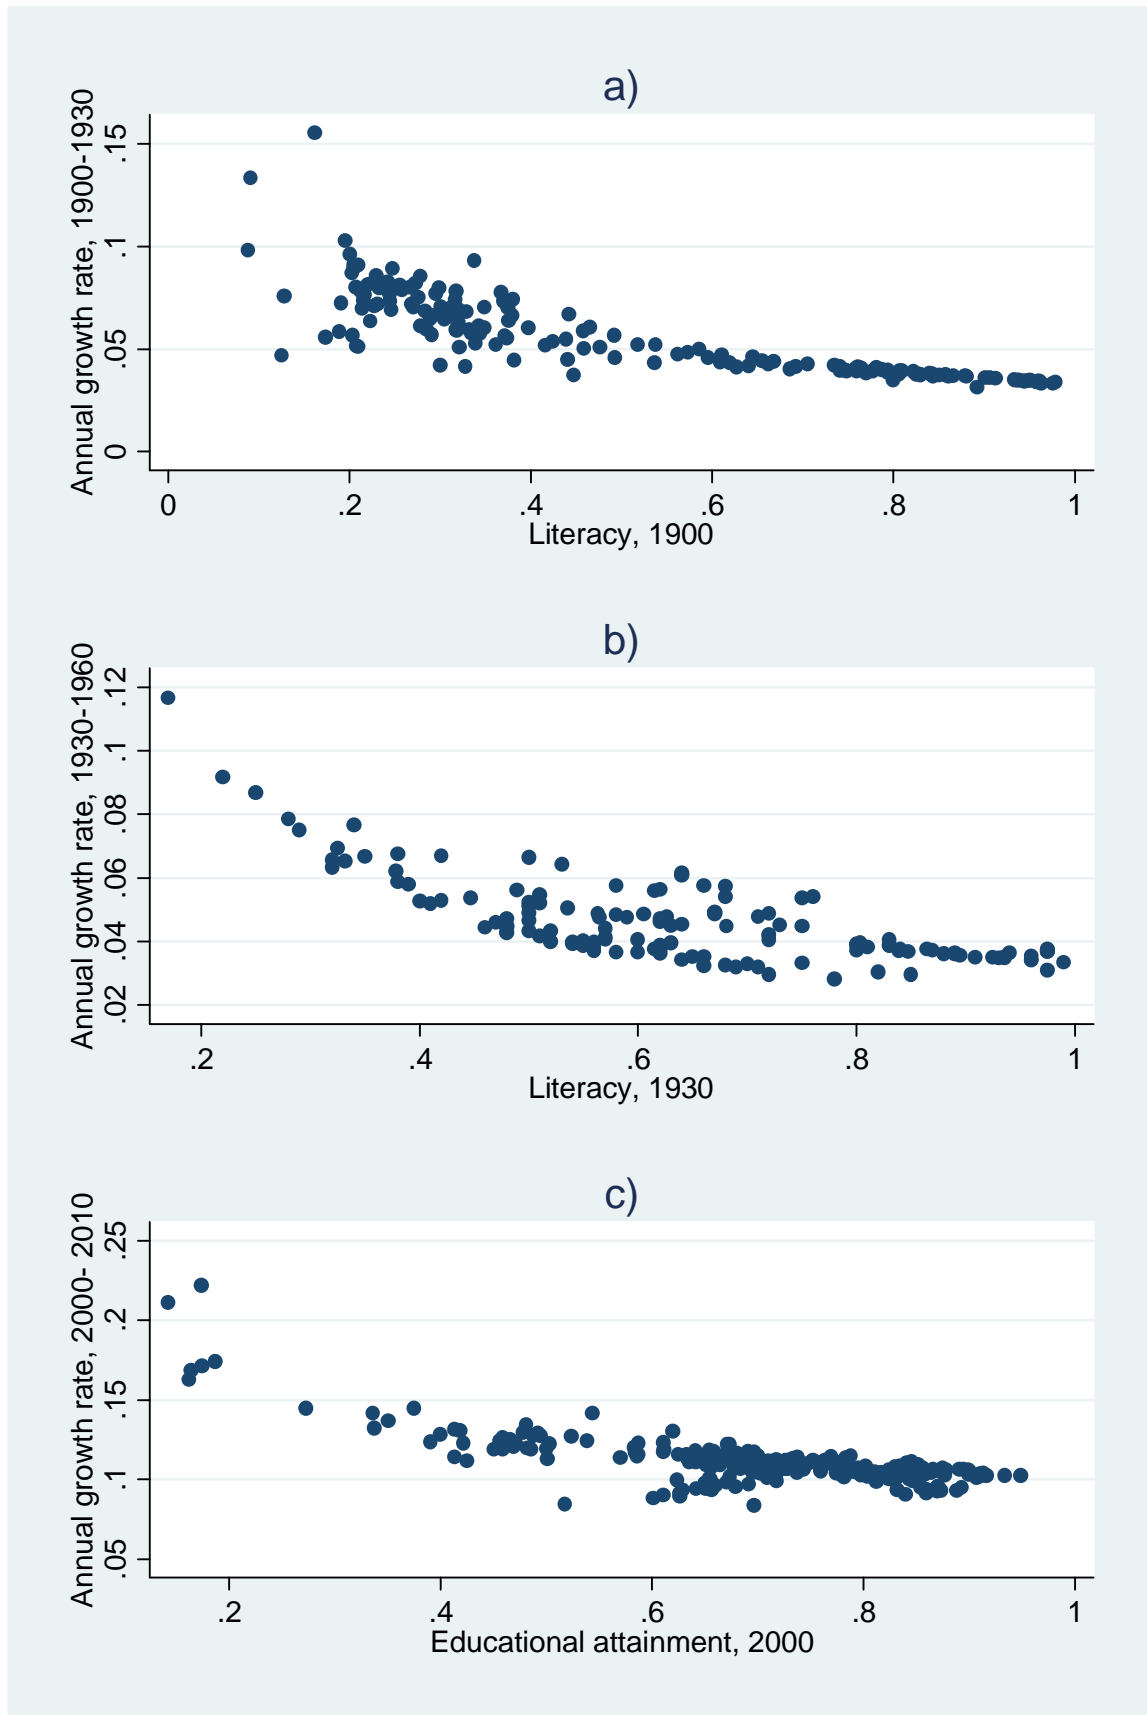 a)
Annual growth rate, 1900-1930
.15
.1
.05
0
0 .2 .4 .6 .8 1
Literacy, 1900
b)
Annual growth rate, 1930-1960
.12
.1
.08
.06
.04
.02
.2 .4 .6 .8 1
Literacy, 1930
c)
Annual growth rate, 2000- 2010
.25
.2
.15
.1
.05
.2 .4 .6 .8 1
Educational attainment, 2000